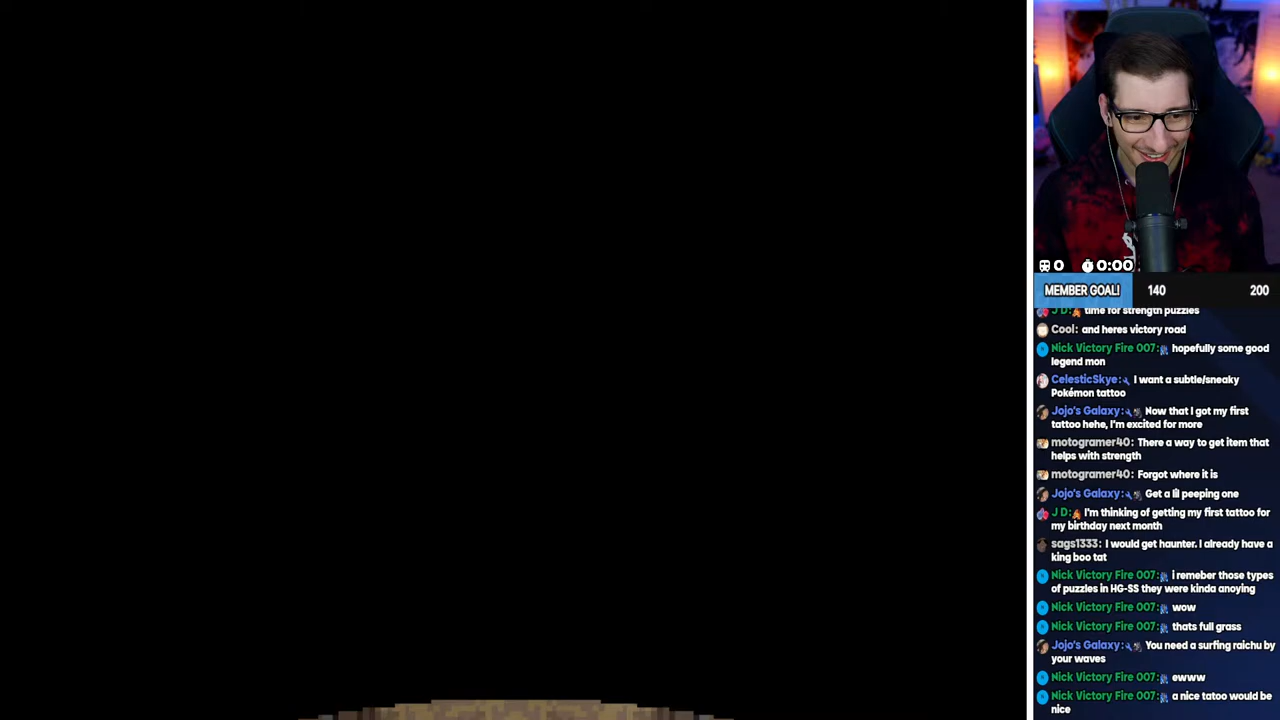 0 0:00
MEMBER GOAL! 140 200
J D: time for strength puzzles
Cool: and heres victory road
Nick Victory Fire 007: hopefully some good
legend mon
CelesticSkye: I want a subtle/sneaky
Pokémon tattoo
Jojo's Galaxy: Now that I got my first
tattoo hehe, I'm excited for more
motogramer40: There a way to get item that
helps with strength
motogramer40: Forgot where it is
Jojo's Galaxy: Get a lil peeping one
J D: I'm thinking of getting my first tattoo for
my birthday next month
sags1333: I would get haunter. I already have a
king boo tat
Nick Victory Fire 007: i remeber those types
of puzzles in HG-SS they were kinda anoying
Nick Victory Fire 007: wow
Nick Victory Fire 007: thats full grass
Jojo's Galaxy: You need a surfing raichu by
your waves
Nick Victory Fire 007: ewww
Nick Victory Fire 007: a nice tatoo would be
nice